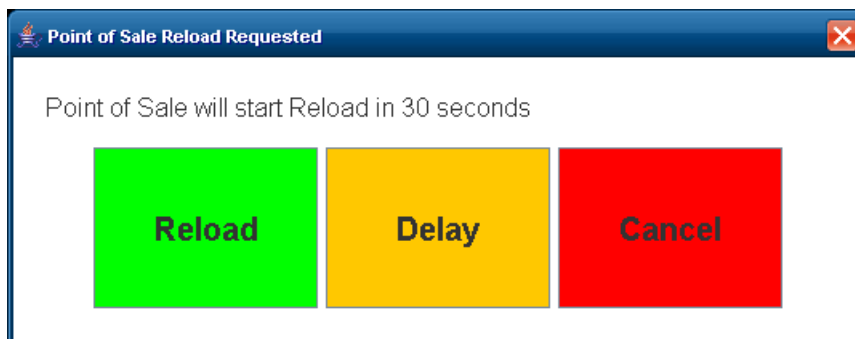 Point of Sale Reload Requested
Point of Sale will start Reload in 30 seconds
Reload Delay Cancel